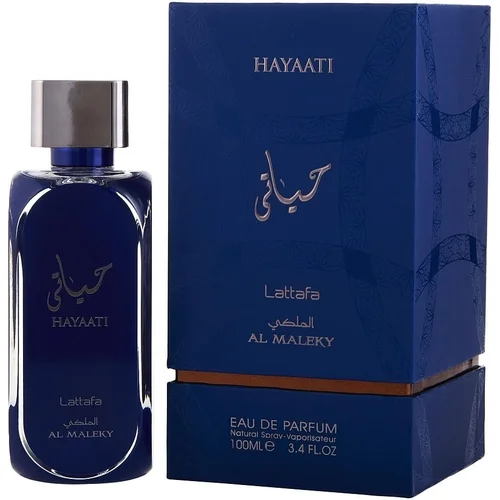 حياتي
HAYAATI
Lattafa
الملكي
AL MALEKY
HAYAATI
حياتي
Lattafa
الملكي
AL MALEKY
EAU DE PARFUM
Natural Spray-Vaporisateur
100ML℮ 3.4 FL.OZ